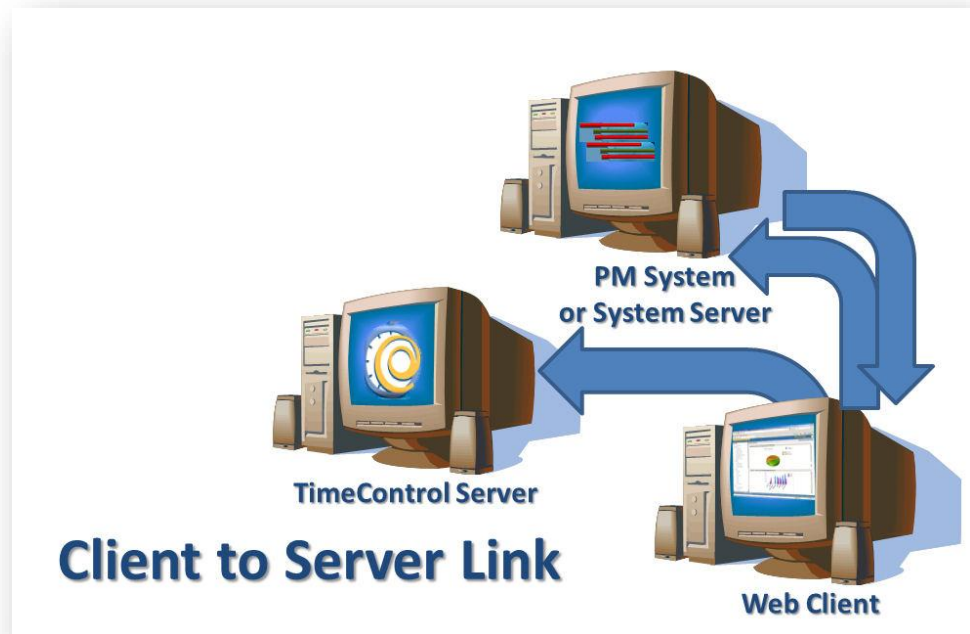 PM System
or System Server
TimeControl Server
Client to Server Link
Web Client